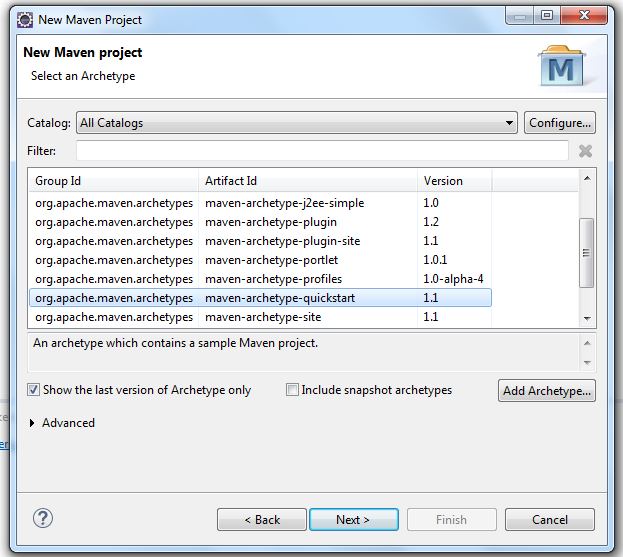 New Maven Project
New Maven project
Select an Archetype
M
Catalog: All Catalogs Configure...
Filter:
Group Id Artifact Id Version
org.apache.maven.archetypes maven-archetype-j2ee-simple 1.0
org.apache.maven.archetypes maven-archetype-plugin 1.2
org.apache.maven.archetypes maven-archetype-plugin-site 1.1
org.apache.maven.archetypes maven-archetype-portlet 1.0.1
org.apache.maven.archetypes maven-archetype-profiles 1.0-alpha-4
org.apache.maven.archetypes maven-archetype-quickstart 1.1
org.apache.maven.archetypes maven-archetype-site 1.1
An archetype which contains a sample Maven project.
Show the last version of Archetype only Include snapshot archetypes Add Archetype...
Advanced
? < Back Next > Finish Cancel